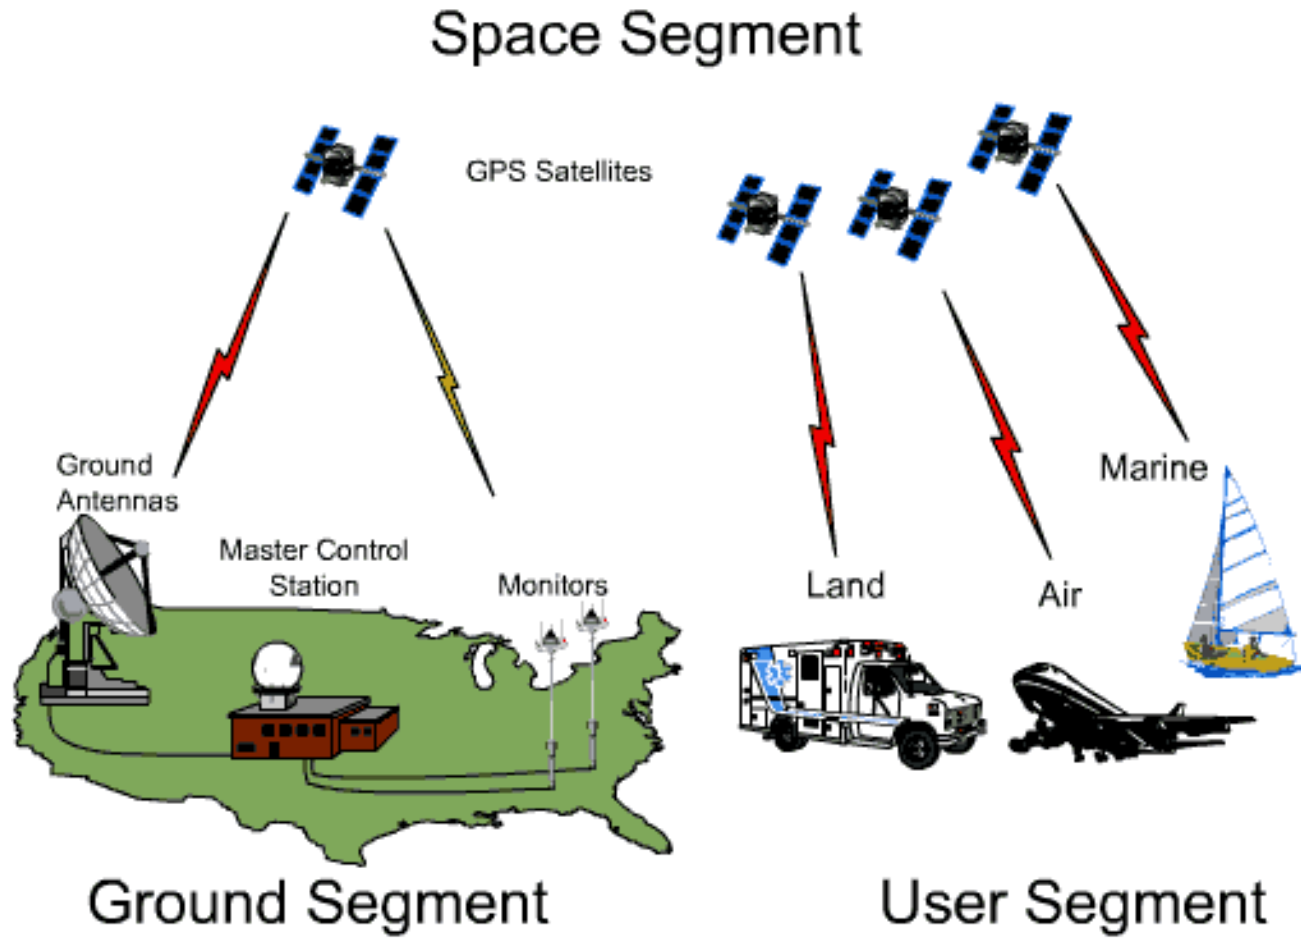 Space Segment
GPS Satellites
Ground
Antennas
Master Control
Station
Monitors
Marine
Land
Air
Ground Segment
User Segment